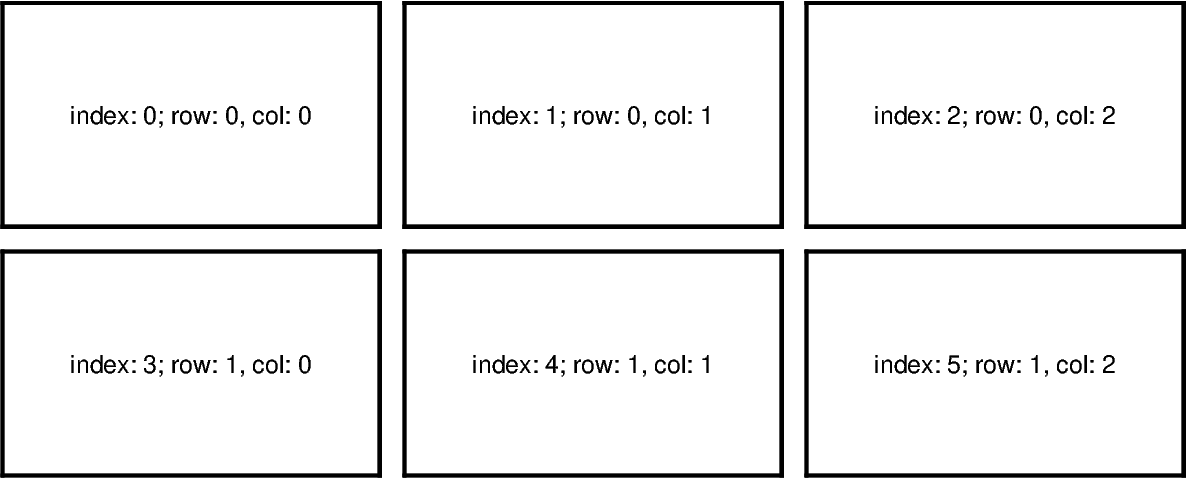 index: 0; row: 0, col: 0
index: 1; row: 0, col: 1
index: 2; row: 0, col: 2
index: 3; row: 1, col: 0
index: 4; row: 1, col: 1
index: 5; row: 1, col: 2